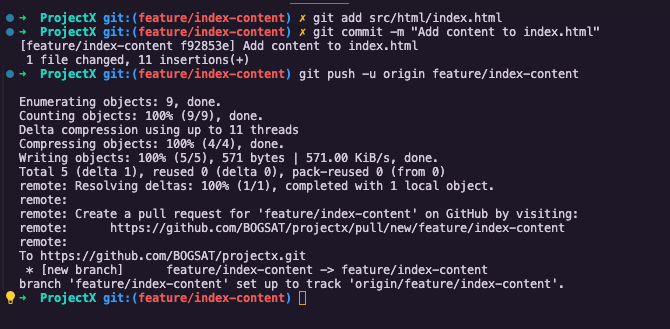 ➜ ProjectX git:(feature/index-content) ✗ git add src/html/index.html
➜ ProjectX git:(feature/index-content) ✗ git commit -m "Add content to index.html"
[feature/index-content f92853e] Add content to index.html
1 file changed, 11 insertions(+)
➜ ProjectX git:(feature/index-content) git push -u origin feature/index-content
Enumerating objects: 9, done.
Counting objects: 100% (9/9), done.
Delta compression using up to 11 threads
Compressing objects: 100% (4/4), done.
Writing objects: 100% (5/5), 571 bytes | 571.00 KiB/s, done.
Total 5 (delta 1), reused 0 (delta 0), pack-reused 0 (from 0)
remote: Resolving deltas: 100% (1/1), completed with 1 local object.
remote:
remote: Create a pull request for 'feature/index-content' on GitHub by visiting:
remote:      https://github.com/BOGSAT/projectx/pull/new/feature/index-content
remote:
To https://github.com/BOGSAT/projectx.git
* [new branch]      feature/index-content -> feature/index-content
branch 'feature/index-content' set up to track 'origin/feature/index-content'.
➜ ProjectX git:(feature/index-content)